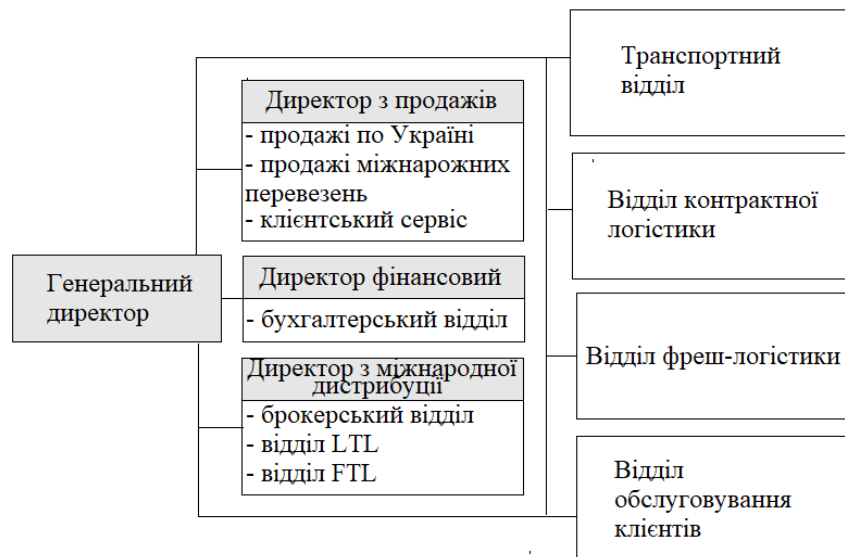 Генеральний
директор
Директор з продажів
- продажі по Україні
- продажі міжнарожних
перевезень
- клієнтський сервіс
Директор фінансовий
- бухгалтерський відділ
Директор з міжнародної
дистрибуції
- брокерський відділ
- відділ LTL
- відділ FTL
Транспортний
віддділ
Відділ контрактної
логістики
Відділ фреш-логістики
Відділ
обслуговування
клієнтів